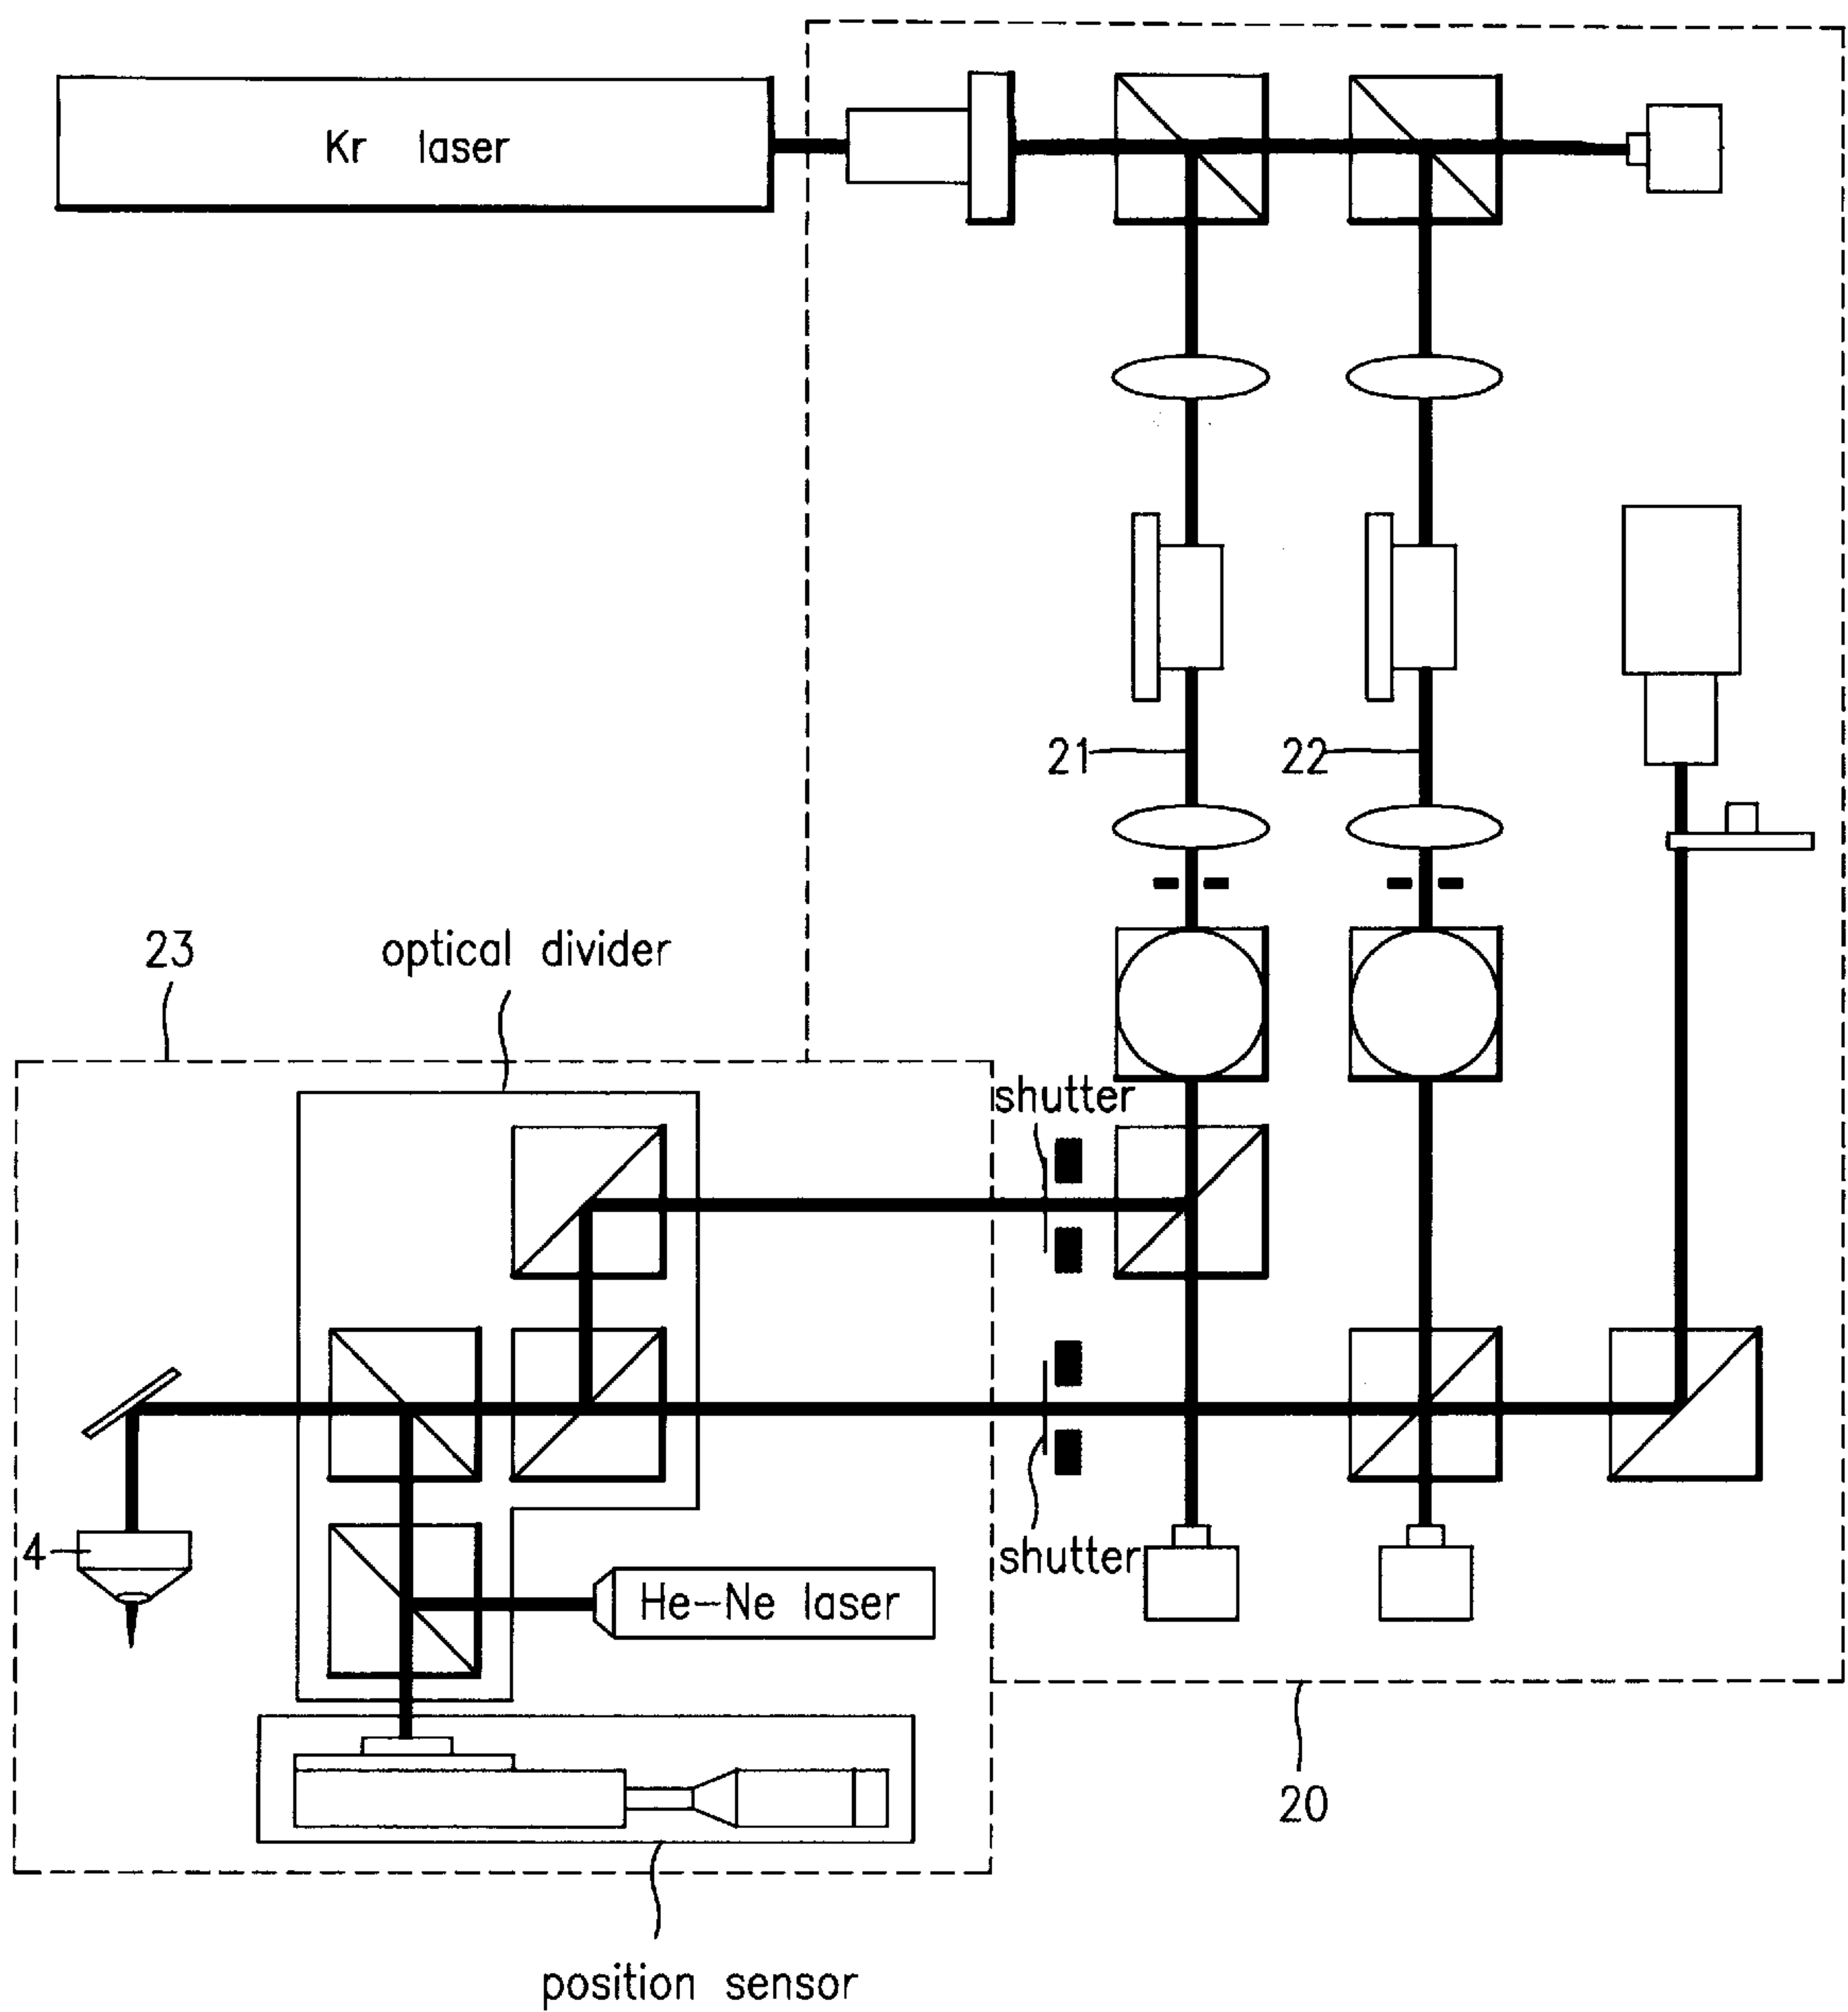 Kr laser
21
22
23
optical divider
shutter
4
shutter
He-Ne laser
20
position sensor